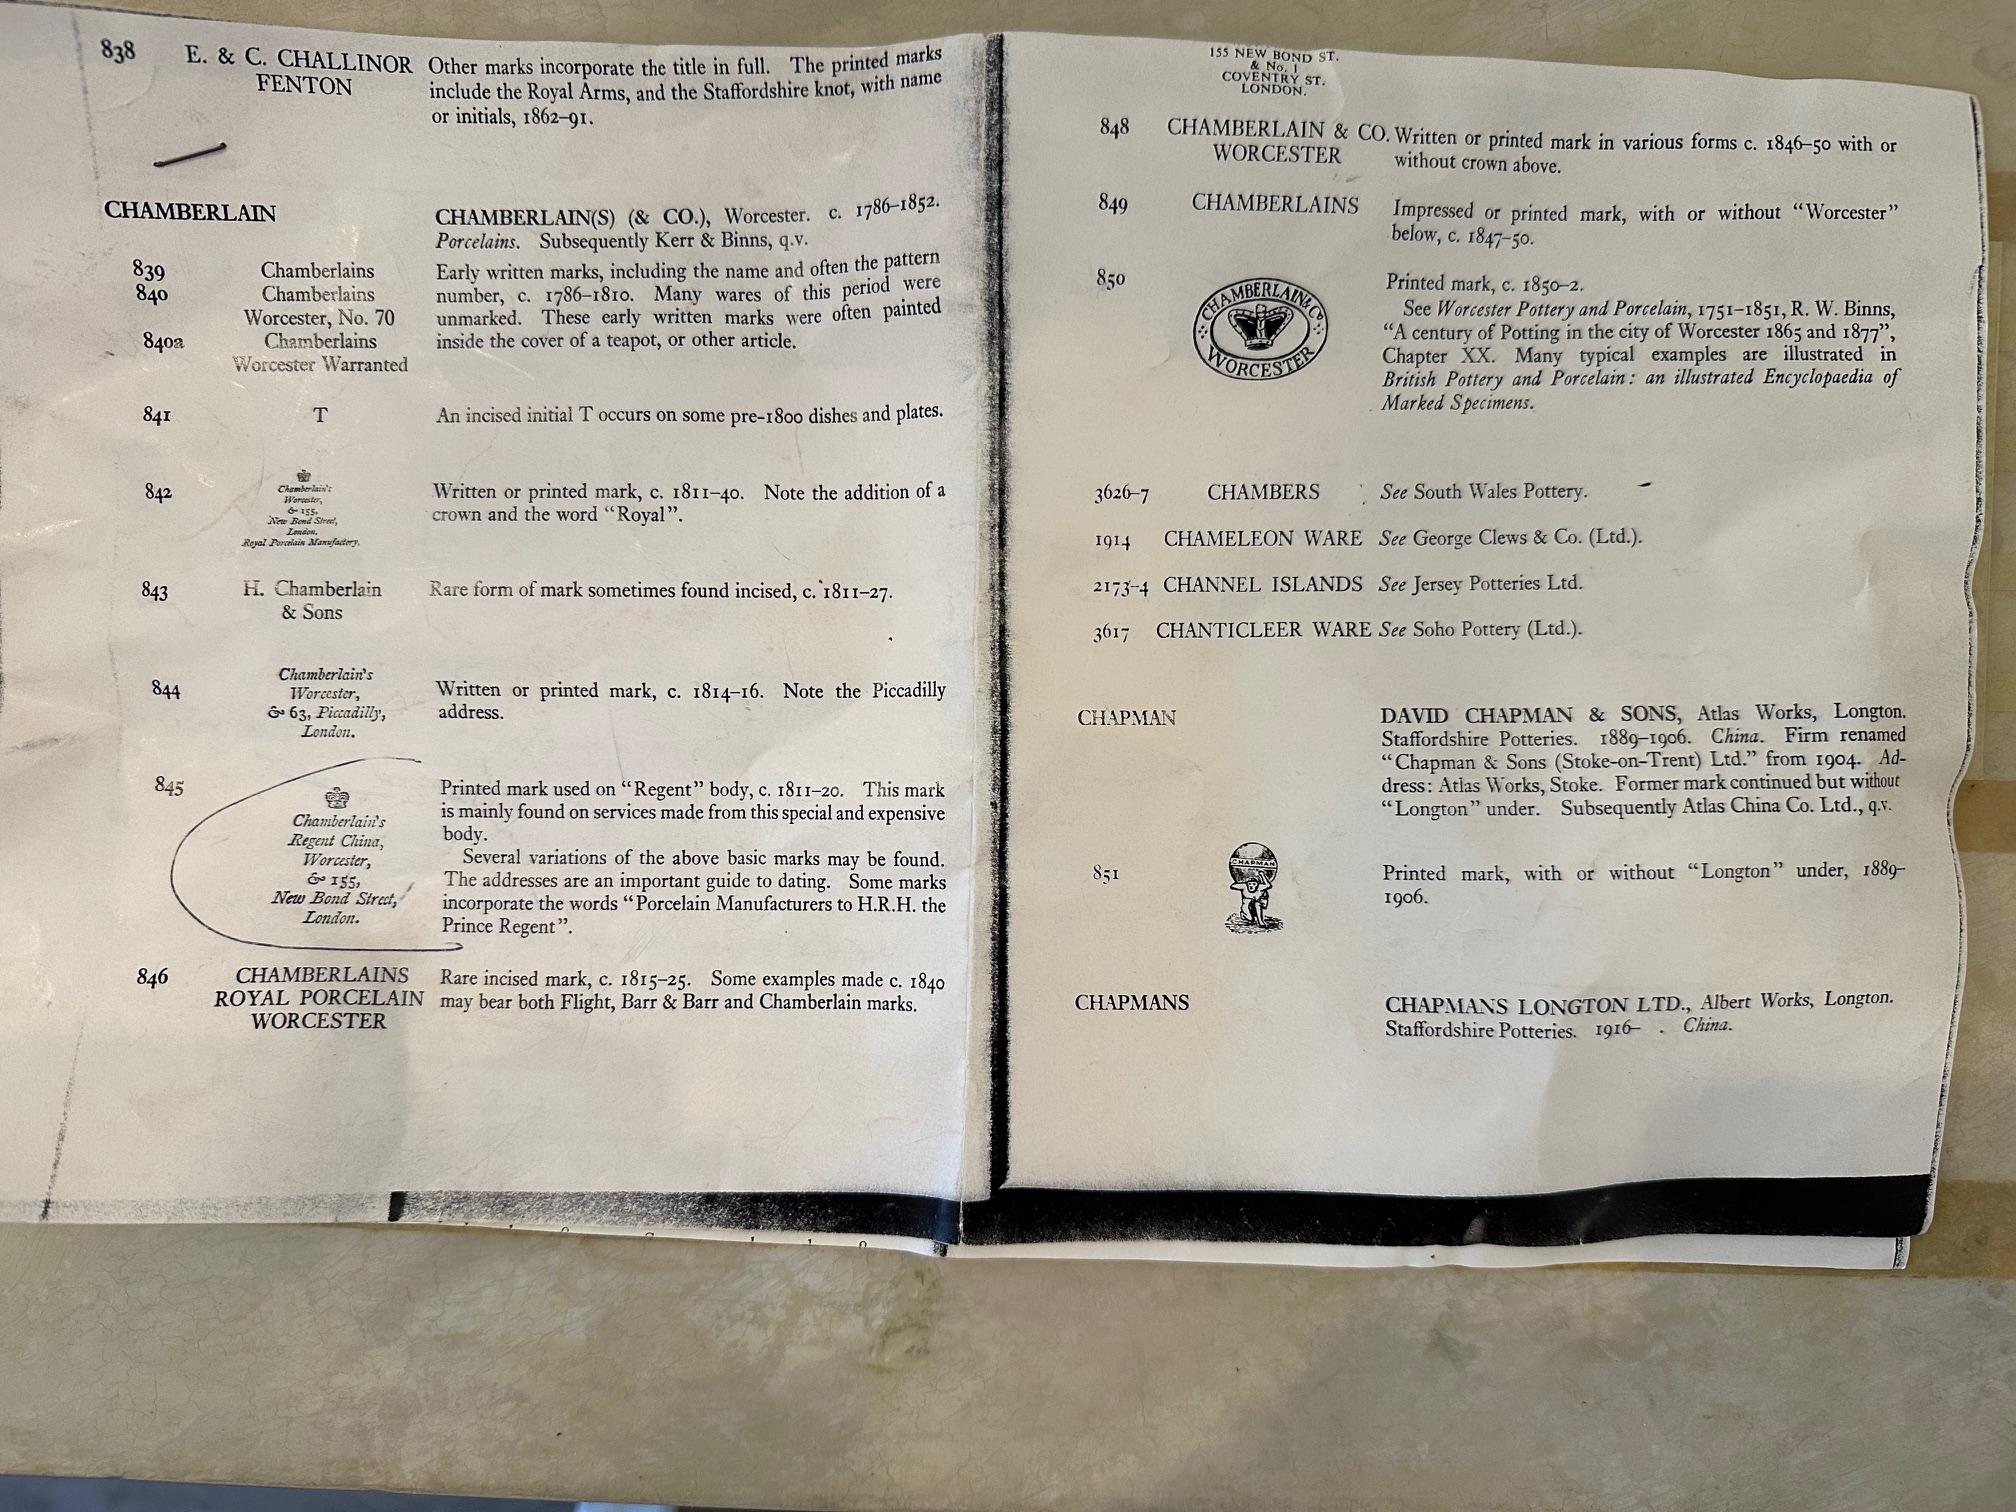 838 E. & C. CHALLINOR
FENTON
Other marks incorporate the title in full. The printed marks
include the Royal Arms, and the Staffordshire knot, with name
or initials, 1862–91.
CHAMBERLAIN
CHAMBERLAIN(S) (& CO.), Worcester. c. 1786–1852.
Porcelains. Subsequently Kerr & Binns, q.v.
839 Chamberlains
840 Chamberlains
Worcester, No. 70
840a Chamberlains
Worcester Warranted
Early written marks, including the name and often the pattern
number, c. 1786–1810. Many wares of this period were
unmarked. These early written marks were often painted
inside the cover of a teapot, or other article.
841 T An incised initial T occurs on some pre-1800 dishes and plates.
842
Chamberlain's
Worcester,
& 155,
New Bond Street,
London.
Royal Porcelain Manufactory.
Written or printed mark, c. 1811–40. Note the addition of a
crown and the word “Royal”.
843 H. Chamberlain
& Sons
Rare form of mark sometimes found incised, c. 1811–27.
844
Chamberlain's
Worcester,
& 63, Piccadilly,
London.
Written or printed mark, c. 1814–16. Note the Piccadilly
address.
845
Chamberlain's
Regent China,
Worcester,
& 155,
New Bond Street,
London.
Printed mark used on “Regent” body, c. 1811–20. This mark
is mainly found on services made from this special and expensive
body.
Several variations of the above basic marks may be found.
The addresses are an important guide to dating. Some marks
incorporate the words “Porcelain Manufacturers to H.R.H. the
Prince Regent”.
846 CHAMBERLAINS
ROYAL PORCELAIN
WORCESTER
Rare incised mark, c. 1815–25. Some examples made c. 1840
may bear both Flight, Barr & Barr and Chamberlain marks.
155 NEW BOND ST.
& No. 1
COVENTRY ST.
LONDON.
848 CHAMBERLAIN & CO.
WORCESTER
Written or printed mark in various forms c. 1846–50 with or
without crown above.
849 CHAMBERLAINS
Impressed or printed mark, with or without “Worcester”
below, c. 1847–50.
850
CHAMBERLAIN & Co
WORCESTER
Printed mark, c. 1850–2.
See Worcester Pottery and Porcelain, 1751–1851, R. W. Binns,
“A century of Potting in the city of Worcester 1865 and 1877”,
Chapter XX. Many typical examples are illustrated in
British Pottery and Porcelain: an illustrated Encyclopaedia of
Marked Specimens.
3626–7 CHAMBERS See South Wales Pottery.
1914 CHAMELEON WARE See George Clews & Co. (Ltd.).
2173–4 CHANNEL ISLANDS See Jersey Potteries Ltd.
3617 CHANTICLEER WARE See Soho Pottery (Ltd.).
CHAPMAN
DAVID CHAPMAN & SONS, Atlas Works, Longton.
Staffordshire Potteries. 1889–1906. China. Firm renamed
“Chapman & Sons (Stoke-on-Trent) Ltd.” from 1904. Ad-
dress: Atlas Works, Stoke. Former mark continued but without
“Longton” under. Subsequently Atlas China Co. Ltd., q.v.
851
CHAPMAN
Printed mark, with or without “Longton” under, 1889–
1906.
CHAPMANS
CHAPMANS LONGTON LTD., Albert Works, Longton.
Staffordshire Potteries. 1916– . China.